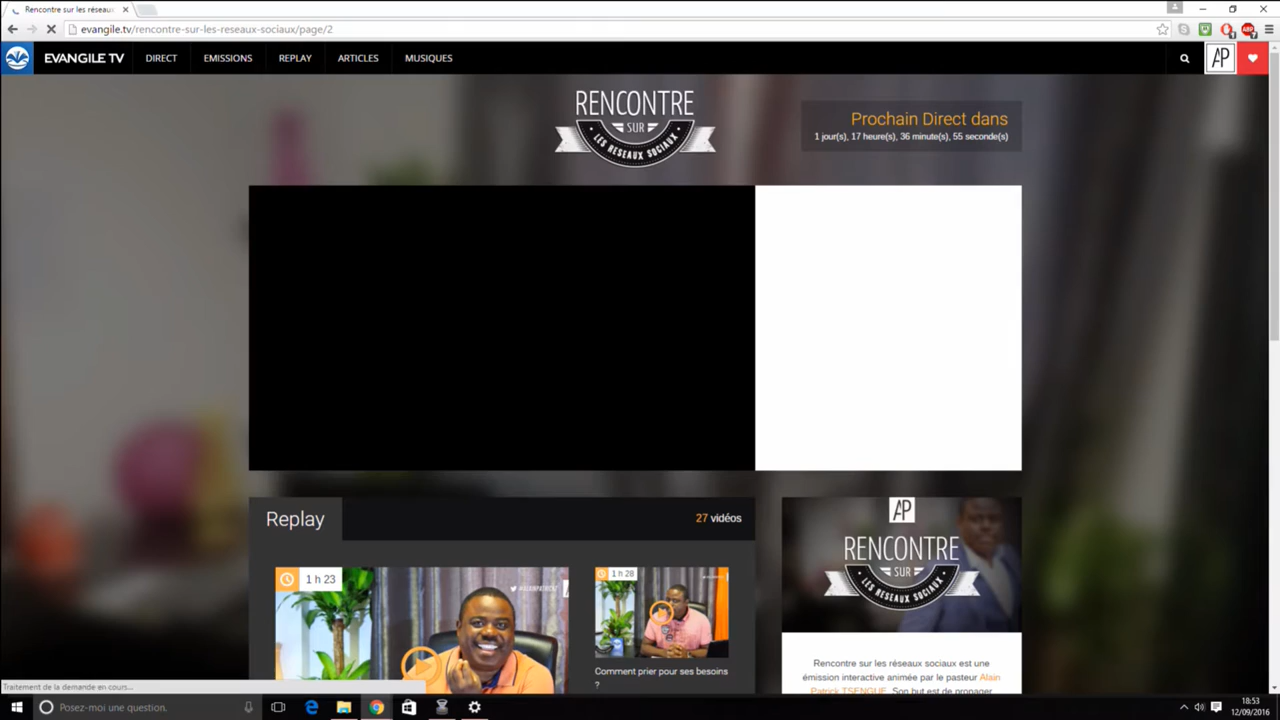 Rencontre sur les réseau
evangile.tv/rencontre-sur-les-reseaux-sociaux/page/2
EVANGILE TV DIRECT EMISSIONS REPLAY ARTICLES MUSIQUES AP
RENCONTRE
SUR
LES RESEAUX SOCIAUX
Prochain Direct dans
1 jour(s), 17 heure(s), 36 minute(s), 55 seconde(s)
Replay 27 vidéos
AP
RENCONTRE
SUR
LES RESEAUX SOCIAUX
1 h 23
1 h 28
Comment prier pour ses besoins
?
Rencontre sur les réseaux sociaux est une
émission interactive animée par le pasteur Alain
Patrick TSENGUE. Son but est de propager
Traitement de la demande en cours...
Posez-moi une question.
18:53
12/09/2016